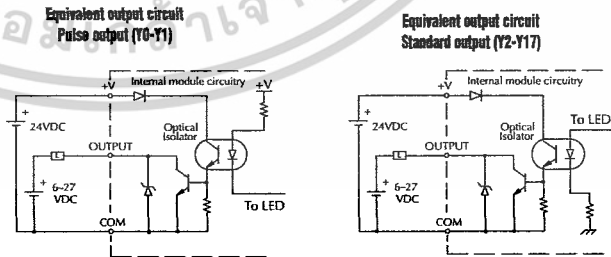 Equivalent output circuit
Pulse output (Y0-Y1)
+V
Internal module circuitry
+V
+
24VDC
Optical
Isolator
OUTPUT
L
+
6–27
VDC
To LED
COM
Equivalent output circuit
Standard output (Y2-Y17)
+V
Internal module circuitry
+
24VDC
Optical
Isolator
To LED
OUTPUT
L
+
6–27
VDC
COM